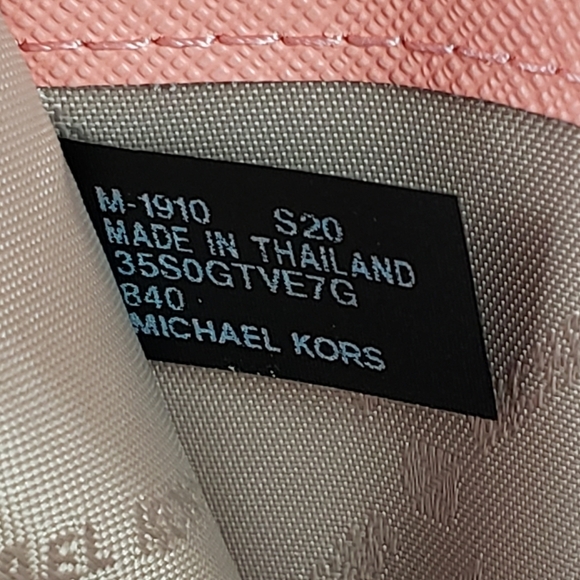 M-1910 S20
MADE IN THAILAND
35S0GTVE7G
840
MICHAEL KORS